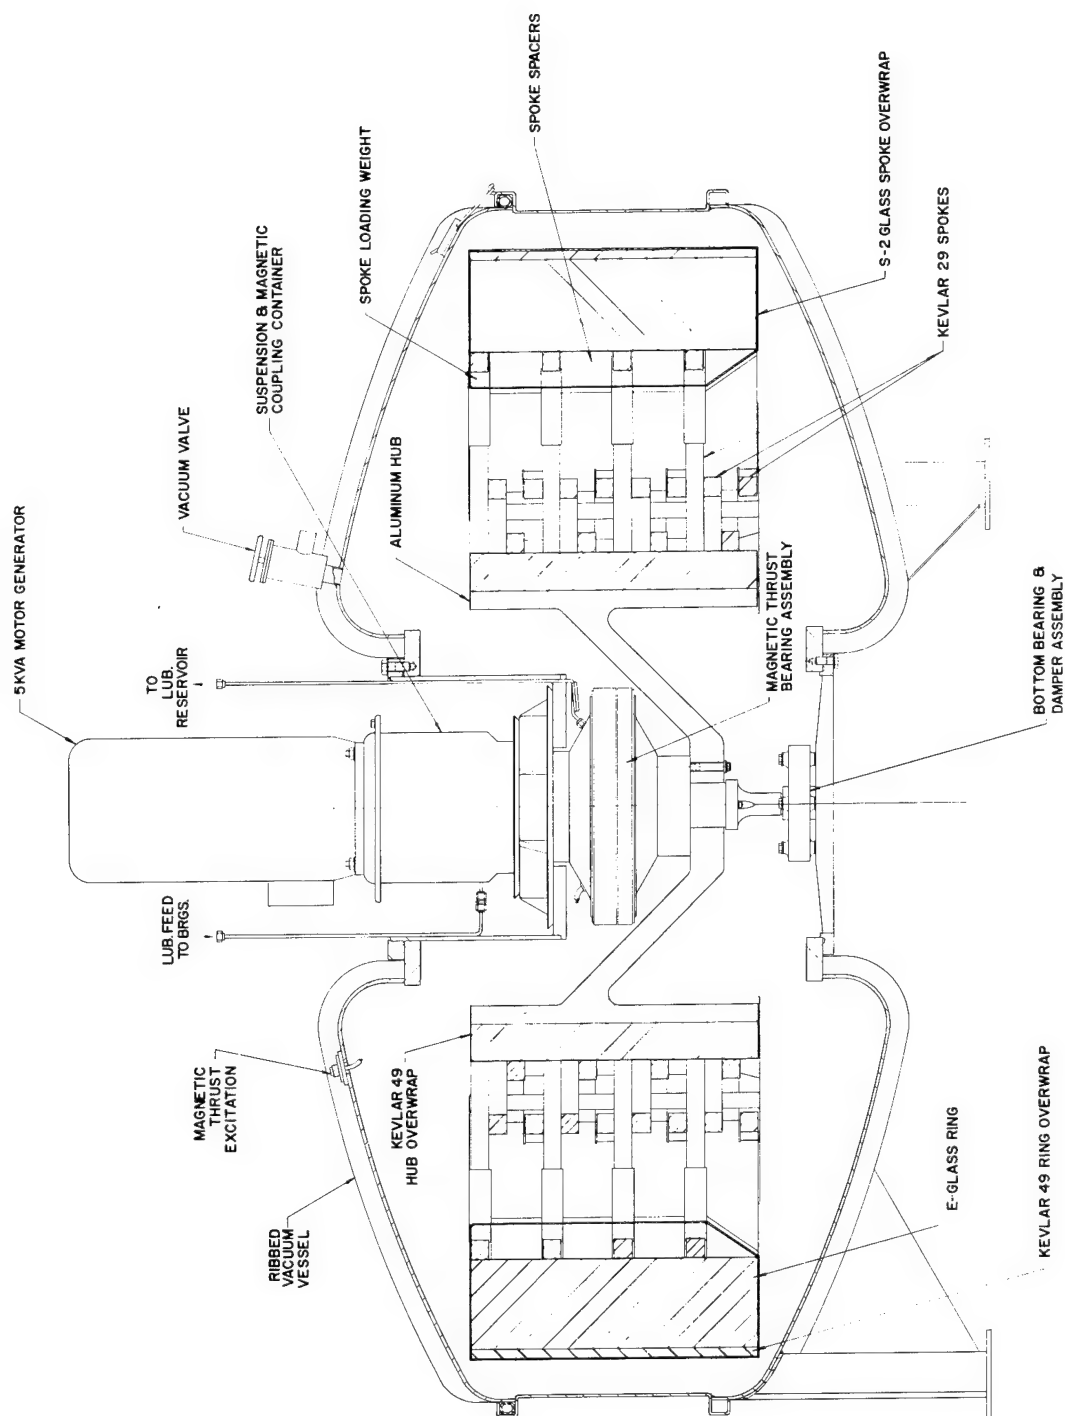 5KVA MOTOR GENERATOR
VACUUM VALVE
SUSPENSION & MAGNETIC
COUPLING CONTAINER
SPOKE LOADING WEIGHT
SPOKE SPACERS
TO
LUB.
RESERVOIR
ALUMINUM HUB
S-2 GLASS SPOKE OVERWRAP
KEVLAR 29 SPOKES
MAGNETIC THRUST
BEARING ASSEMBLY
BOTTOM BEARING &
DAMPER ASSEMBLY
LUB. FEED
TO BRGS.
MAGNETIC
THRUST
EXCITATION
KEVLAR 49
HUB OVERWRAP
RIBBED
VACUUM
VESSEL
E-GLASS RING
KEVLAR 49 RING OVERWRAP